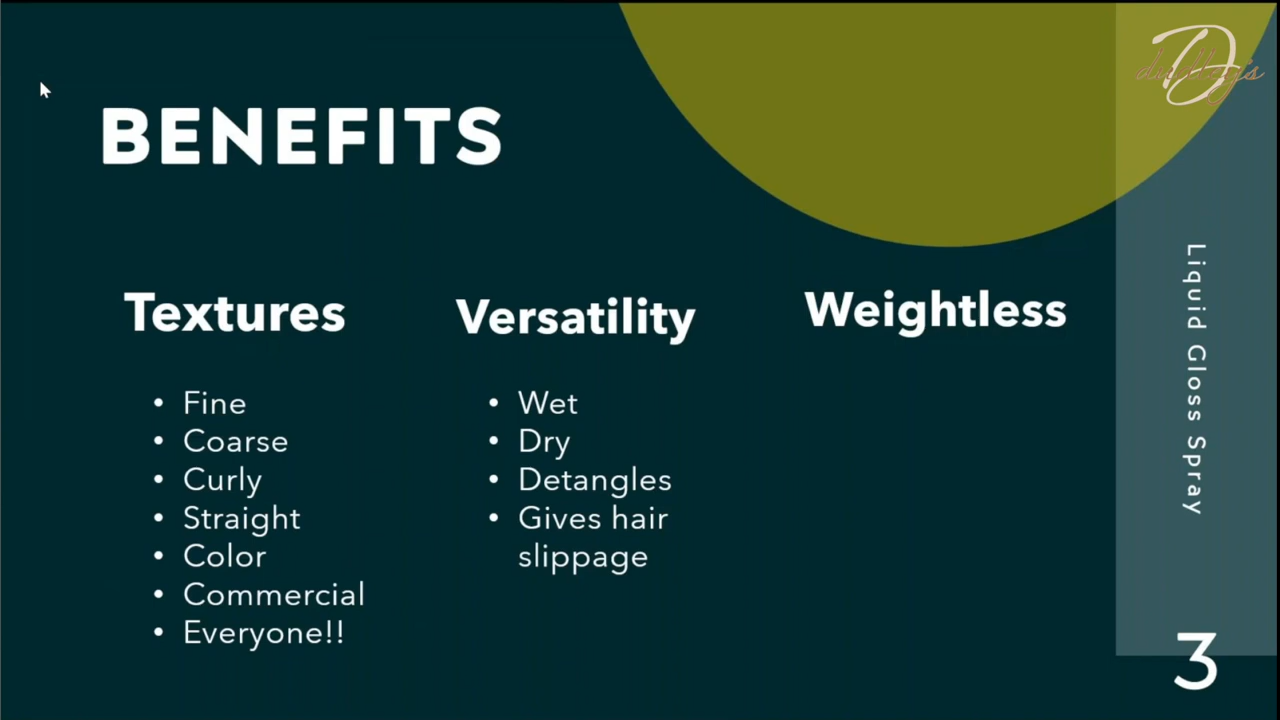 D
dudley's
BENEFITS
Textures
Fine
Coarse
Curly
Straight
Color
Commercial
Everyone!!
Versatility
Wet
Dry
Detangles
Gives hair
slippage
Weightless
Liquid Gloss Spray
3